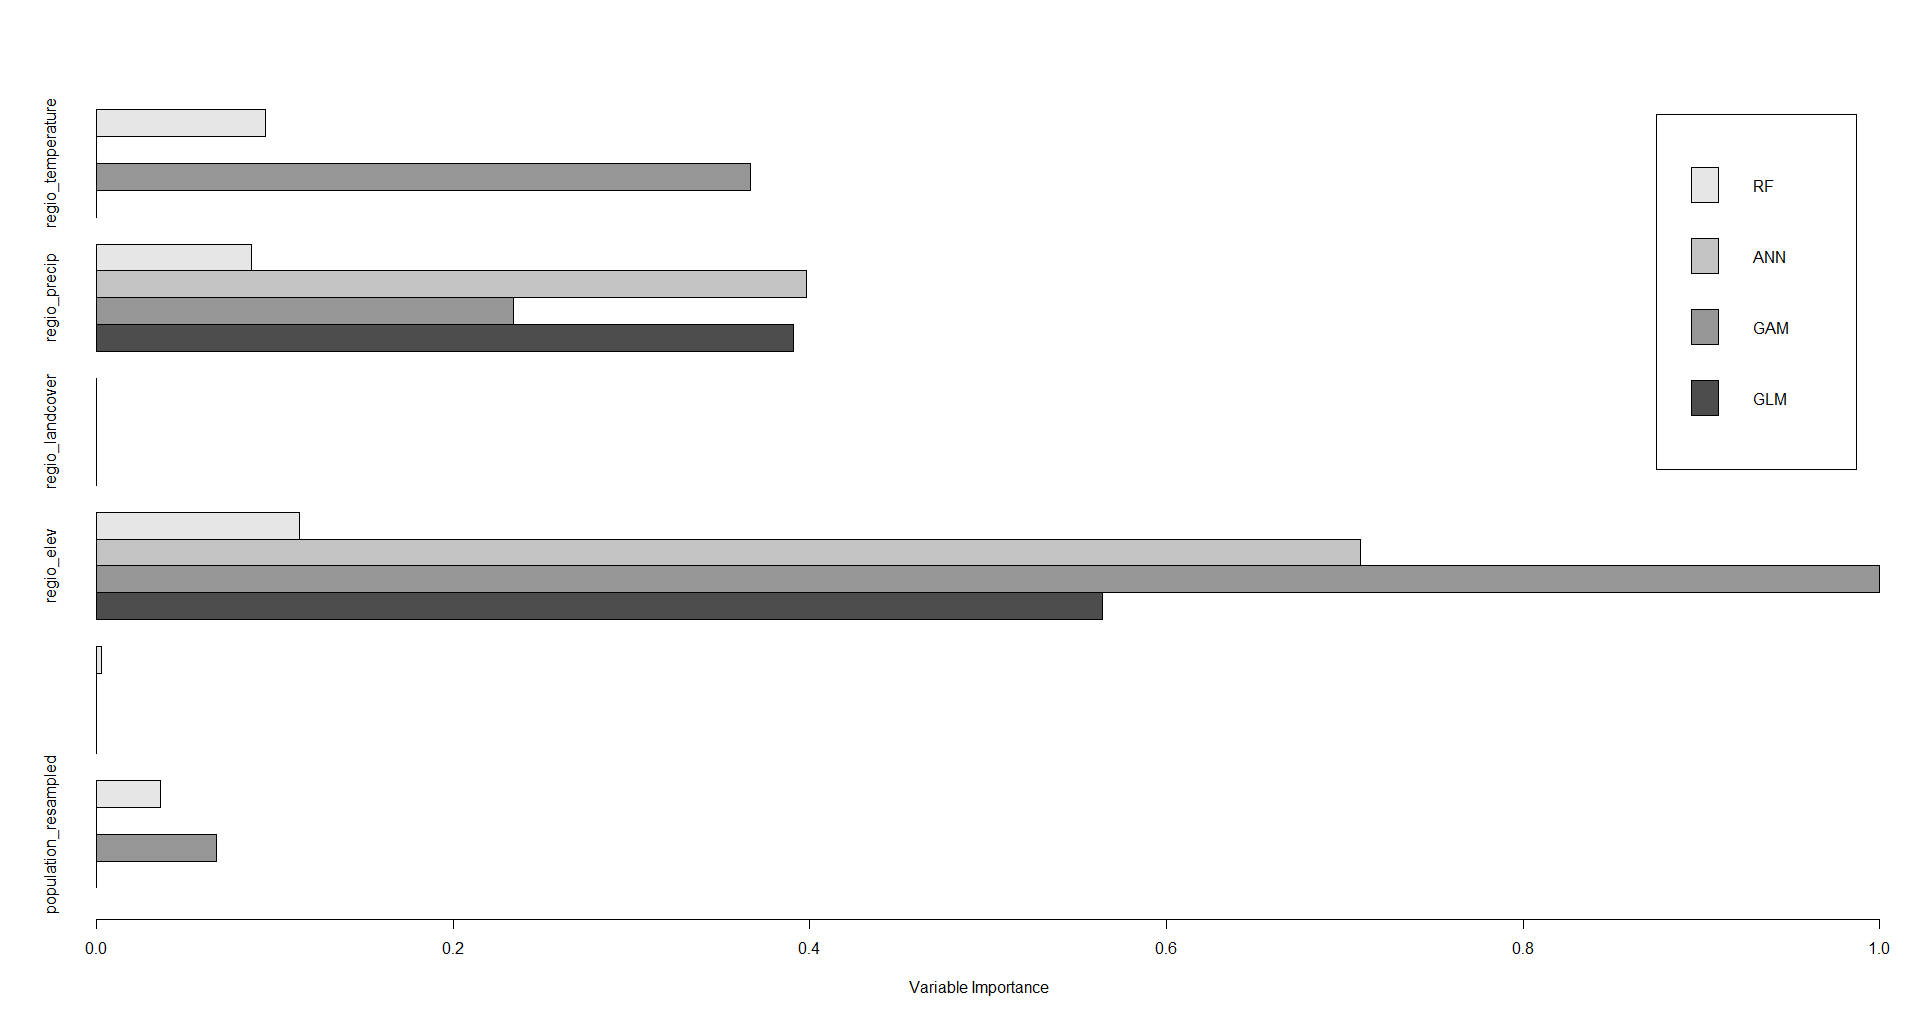 regio_temperature
regio_precip
regio_landcover
regio_elev
population_resampled
RF
ANN
GAM
GLM
0.0 0.2 0.4 0.6 0.8 1.0
Variable Importance